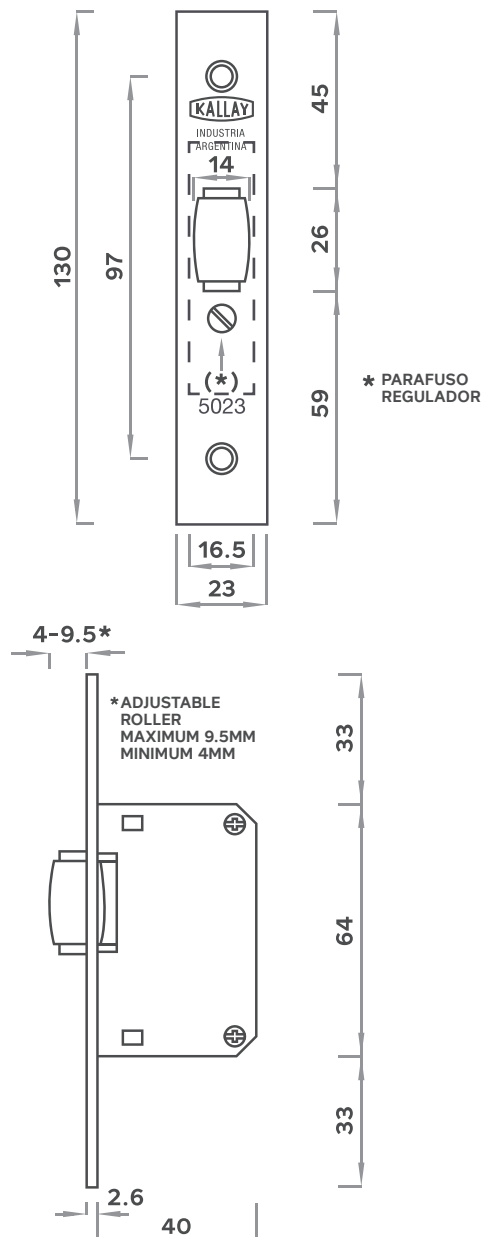 45
KALLAY
INDUSTRIA
ARGENTINA
14
26
130
97
(*)
5023
* PARAFUSO
REGULADOR
59
16.5
23
4-9.5*
*ADJUSTABLE
ROLLER
MAXIMUM 9.5MM
MINIMUM 4MM
33
64
33
2.6
40